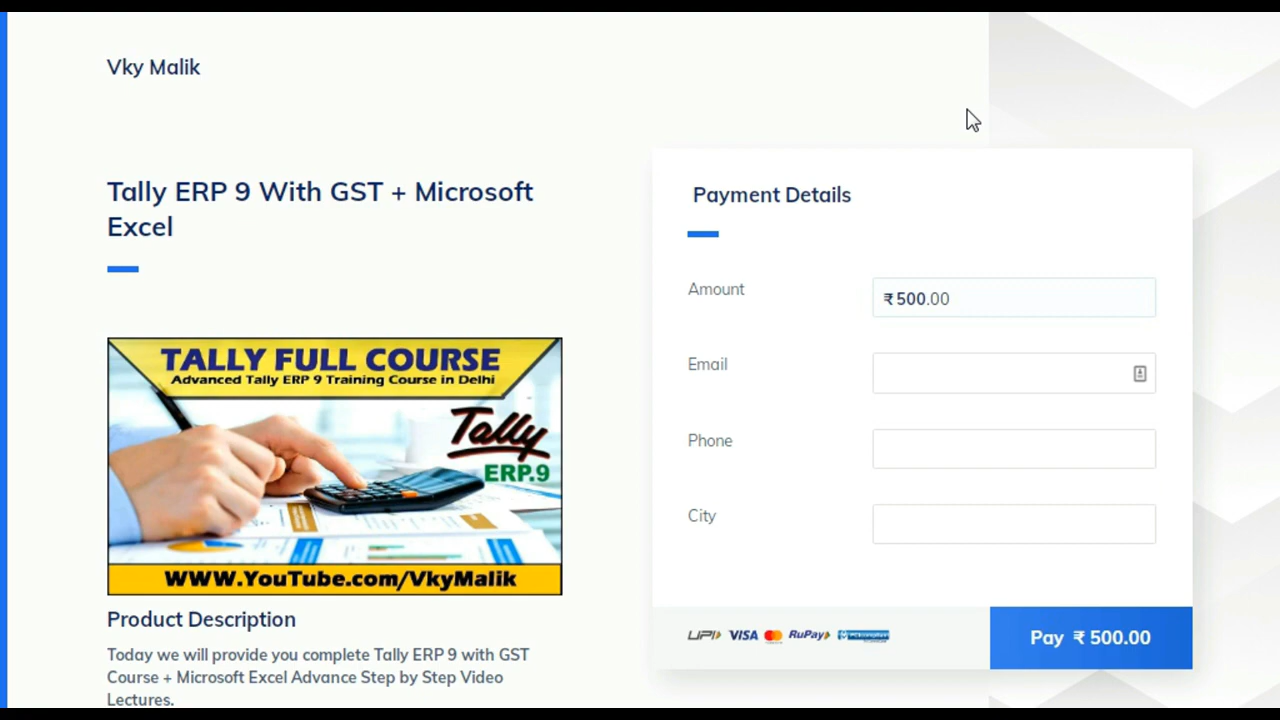 Vky Malik
Tally ERP 9 With GST + Microsoft
Excel
TALLY FULL COURSE
Advanced Tally ERP 9 Training Course in Delhi
Tally
ERP.9
WWW.YouTube.com/VkyMalik
Product Description
Today we will provide you complete Tally ERP 9 with GST
Course + Microsoft Excel Advance Step by Step Video
Lectures.
Payment Details
Amount
₹ 500.00
Email
Phone
City
UPI VISA RuPay
Pay ₹ 500.00